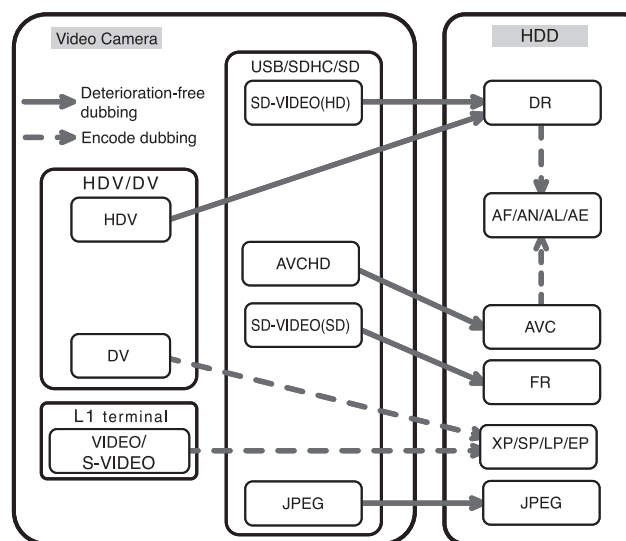 Video Camera
HDD
Deterioration-free
dubbing
Encode dubbing
USB/SDHC/SD
SD-VIDEO(HD)
DR
HDV/DV
HDV
AF/AN/AL/AE
AVCHD
SD-VIDEO(SD)
AVC
DV
FR
L1 terminal
VIDEO/
S-VIDEO
XP/SP/LP/EP
JPEG
JPEG